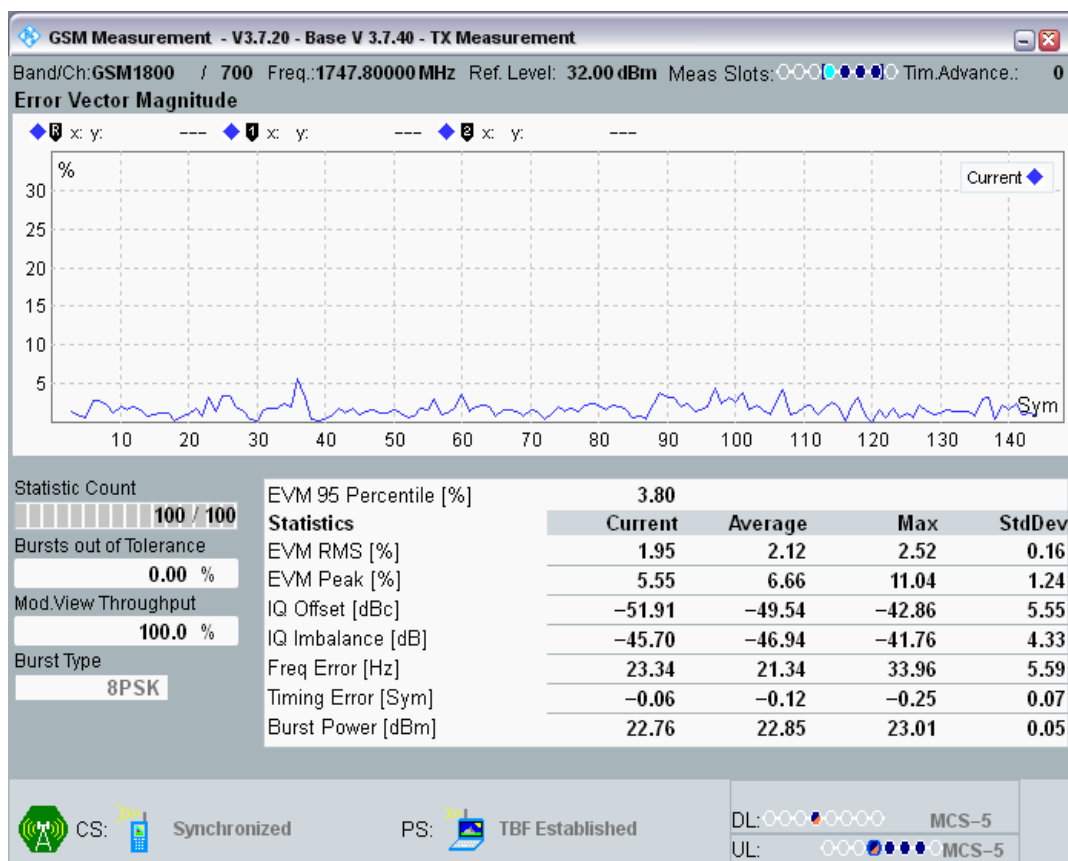 GSM Measurement - V3.7.20 - Base V 3.7.40 - TX Measurement
Band/Ch:GSM1800 / 700 Freq.:1747.80000 MHz Ref. Level: 32.00 dBm Meas Slots: Tim.Advance.: 0
Error Vector Magnitude
R x: y: --- 1 x: y: --- 2 x: y: ---
%
Current
30
25
20
15
10
5
Sym
10 20 30 40 50 60 70 80 90 100 110 120 130 140
Statistic Count
100 / 100
Bursts out of Tolerance
0.00 %
Mod.View Throughput
100.0 %
Burst Type
8PSK
EVM 95 Percentile [%] 3.80
Statistics Current Average Max StdDev
EVM RMS [%] 1.95 2.12 2.52 0.16
EVM Peak [%] 5.55 6.66 11.04 1.24
IQ Offset [dBc] −51.91 −49.54 −42.86 5.55
IQ Imbalance [dB] −45.70 −46.94 −41.76 4.33
Freq Error [Hz] 23.34 21.34 33.96 5.59
Timing Error [Sym] −0.06 −0.12 −0.25 0.07
Burst Power [dBm] 22.76 22.85 23.01 0.05
CS: Synchronized PS: TBF Established
DL: MCS−5
UL: MCS−5